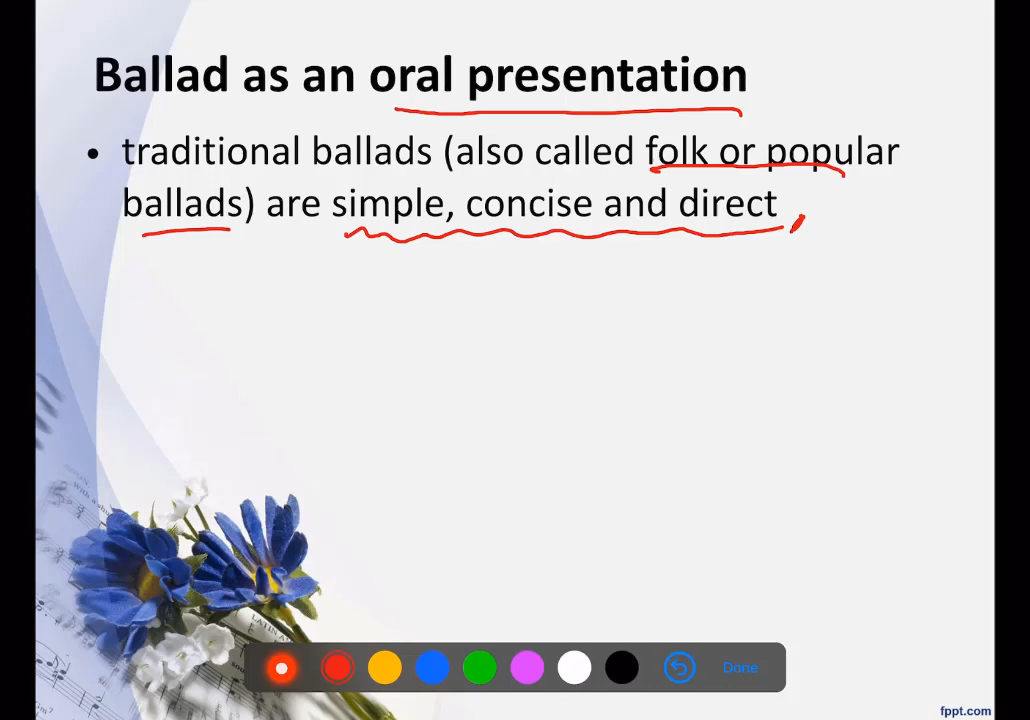 Ballad as an oral presentation
• traditional ballads (also called folk or popular
ballads) are simple, concise and direct
LATIN
Done
fppt.com